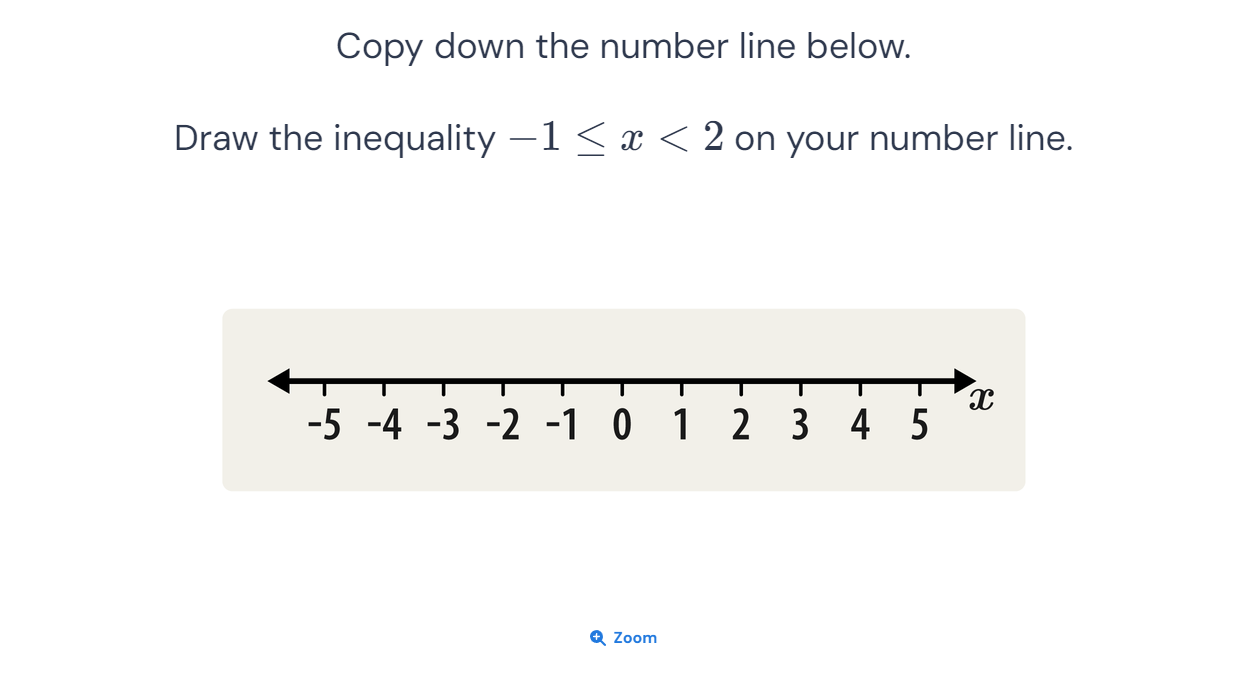 Copy down the number line below.
Draw the inequality −1 ≤ x < 2 on your number line.
-5 -4 -3 -2 -1 0 1 2 3 4 5 x
Zoom